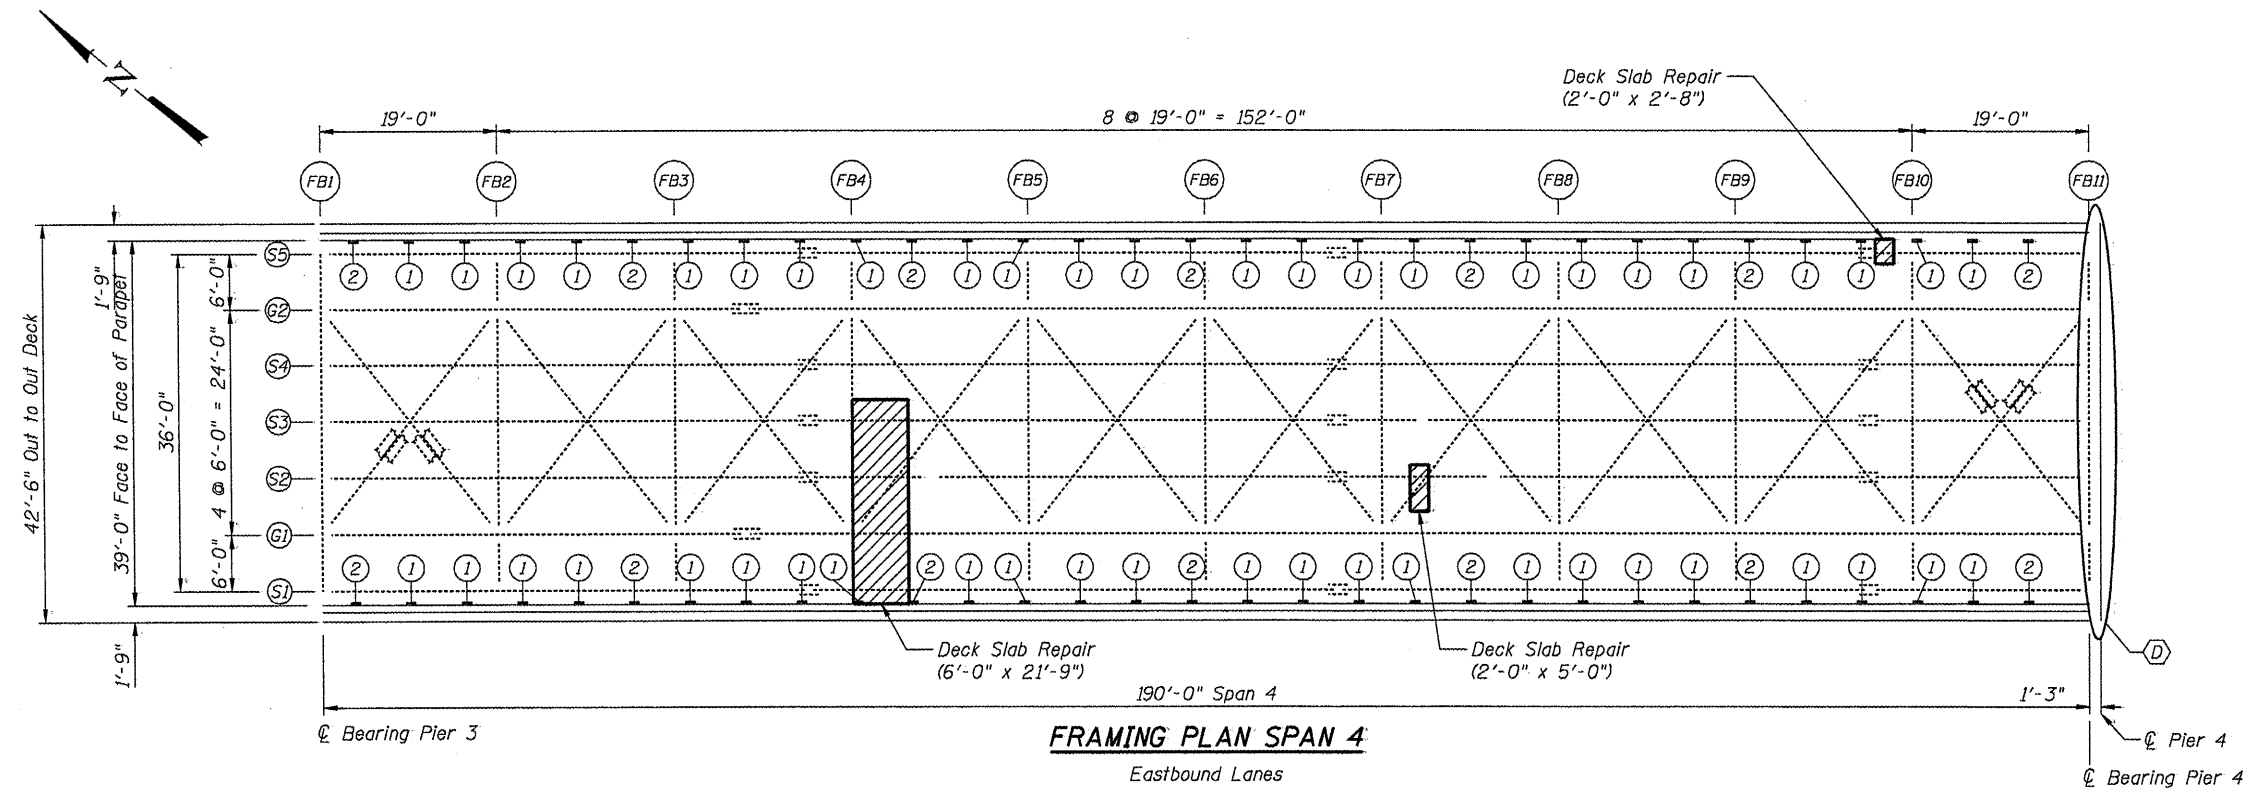 N
Deck Slab Repair
(2'-0" x 2'-8")
19'-0"
8 @ 19'-0" = 152'-0"
19'-0"
FB1 FB2 FB3 FB4 FB5 FB6 FB7 FB8 FB9 FB10 FB11
42'-6" Out to Out Deck
1'-9"
39'-0" Face to Face of Parapet
36'-0"
6'-0"
4 @ 6'-0" = 24'-0"
6'-0"
1'-9"
S5
G2
S4
S3
S2
G1
S1
2 1 1 1 1 2 1 1 1 1 2 1 1 1 1 2 1 1 1 1 2 1 1 1 1 2 1 1 1 1 2
2 1 1 1 1 2 1 1 1 1 2 1 1 1 1 2 1 1 1 1 2 1 1 1 1 2 1 1 1 1 2
Deck Slab Repair
(6'-0" x 21'-9")
Deck Slab Repair
(2'-0" x 5'-0")
D
190'-0" Span 4
1'-3"
℄ Bearing Pier 3
℄ Pier 4
℄ Bearing Pier 4
FRAMING PLAN SPAN 4
Eastbound Lanes